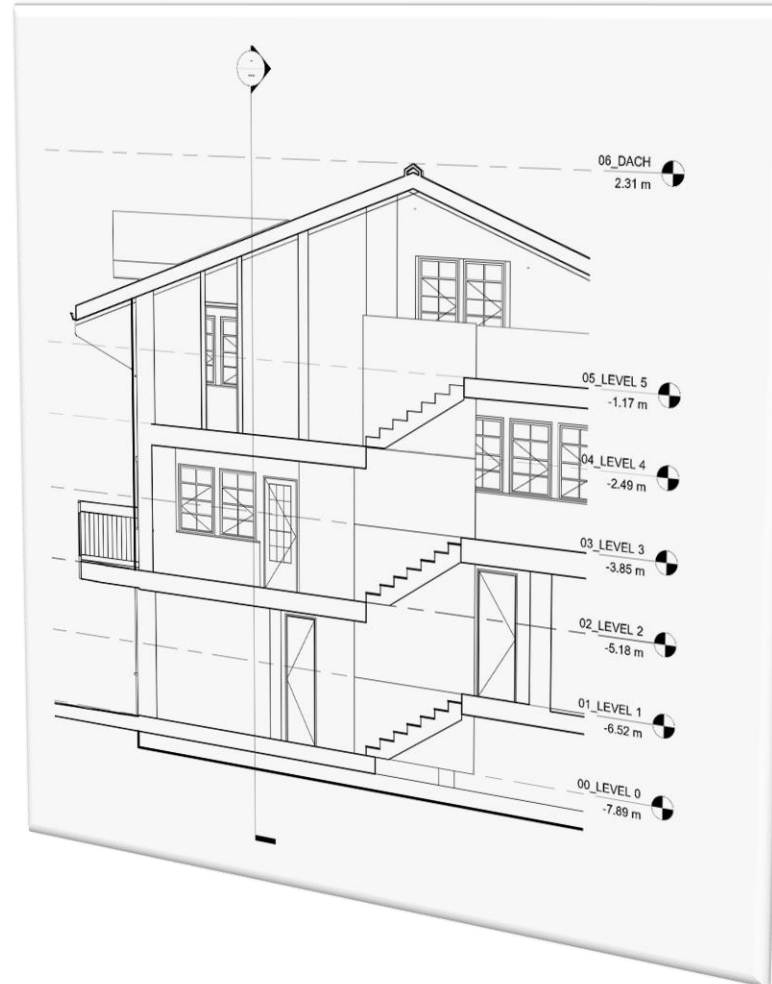 06_DACH
2.31 m
05_LEVEL 5
-1.17 m
04_LEVEL 4
-2.49 m
03_LEVEL 3
-3.85 m
02_LEVEL 2
-5.18 m
01_LEVEL 1
-6.52 m
00_LEVEL 0
-7.89 m